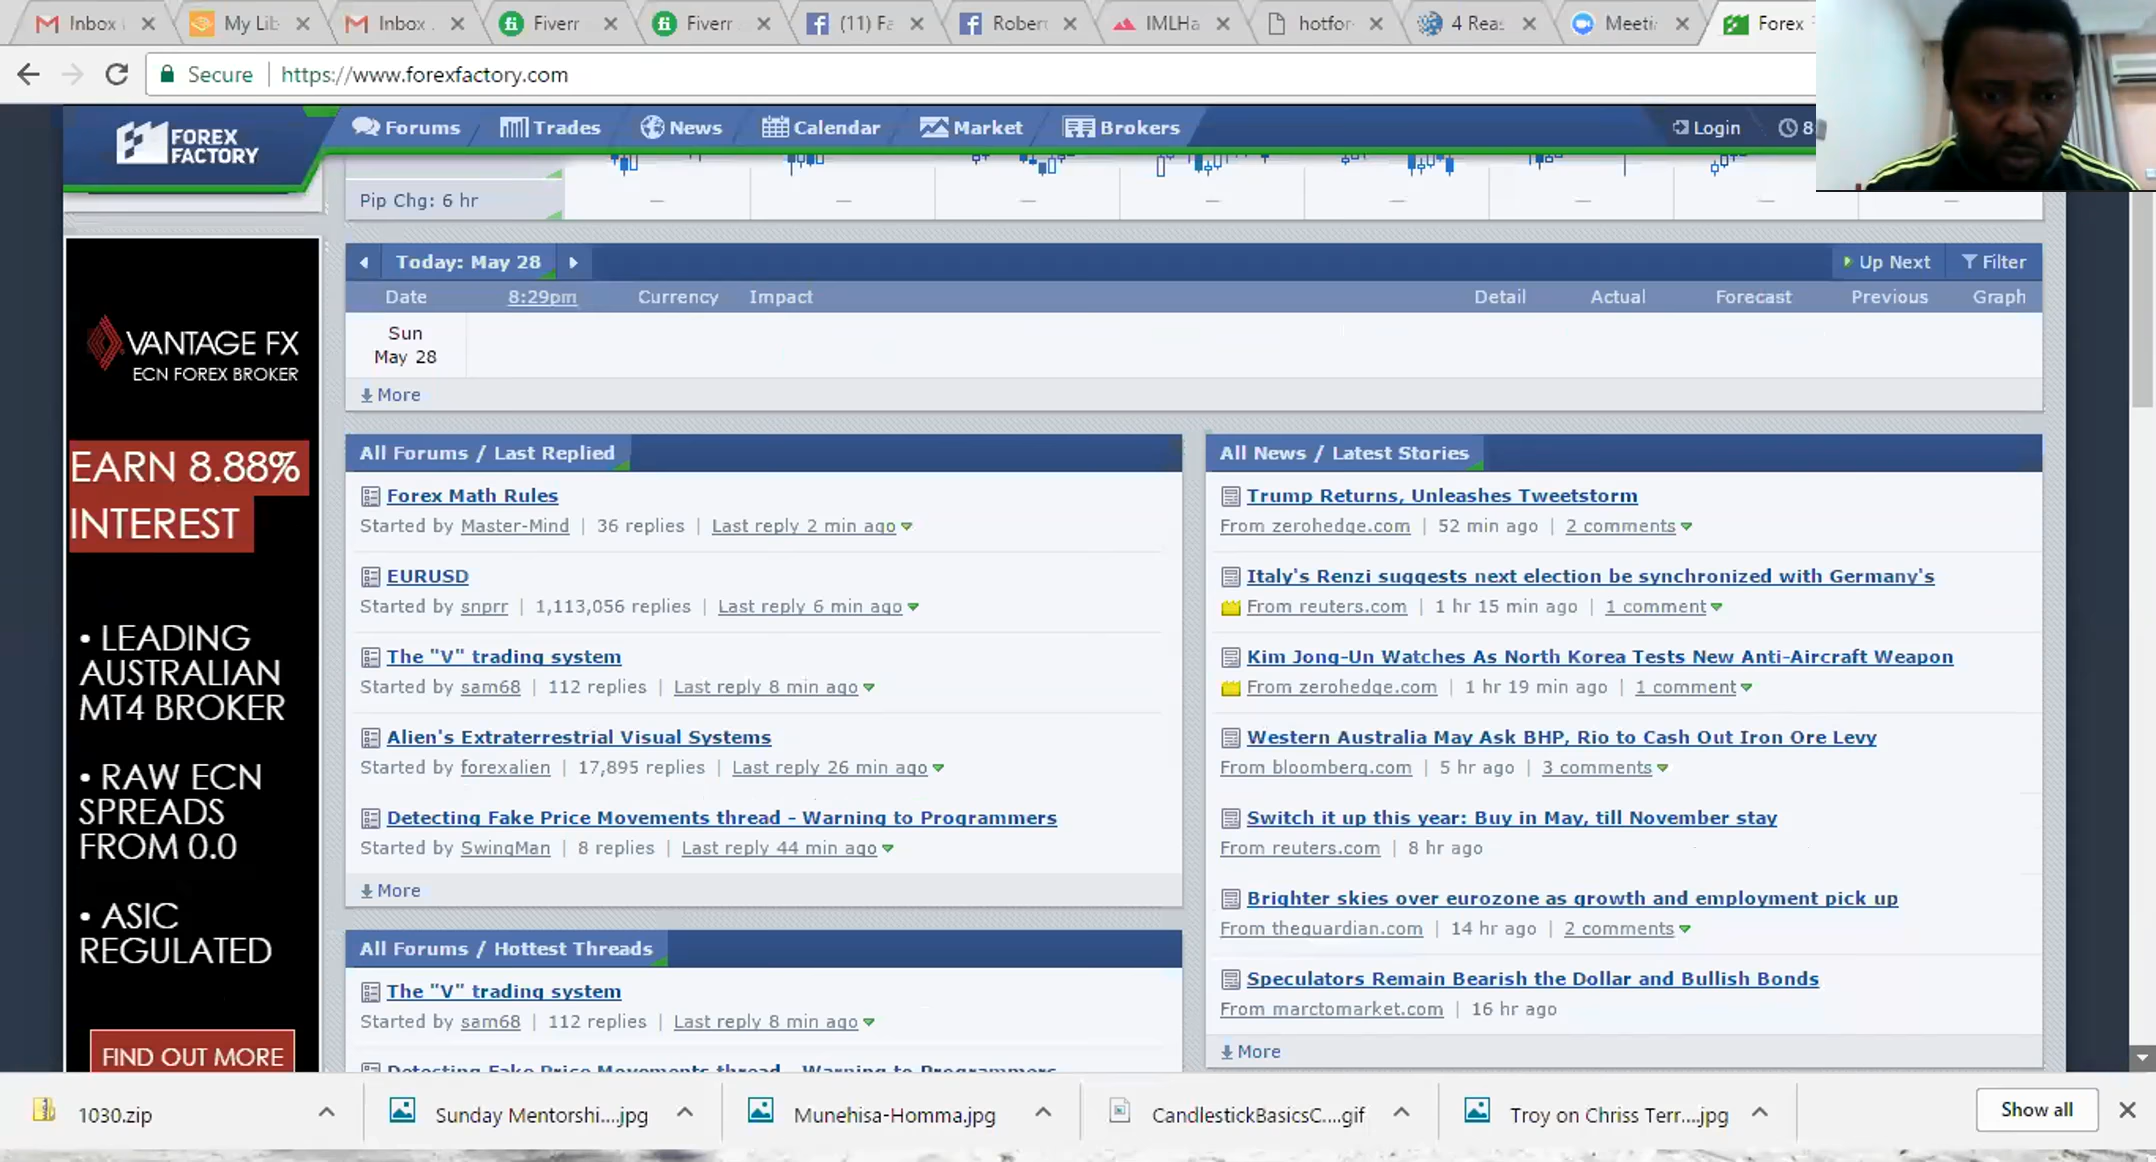 Inbox
My Lib
Inbox
Fiverr
Fiverr
(11) Fa
Rober
IMLHa
hotfor
4 Rea
Meeti
Forex
Secure
https://www.forexfactory.com
FOREX
FACTORY
Forums
Trades
News
Calendar
Market
Brokers
Login
8
Pip Chg: 6 hr
Today: May 28
Up Next
Filter
Date
8:29pm
Currency
Impact
Detail
Actual
Forecast
Previous
Graph
Sun
May 28
More
VANTAGE FX
ECN FOREX BROKER
EARN 8.88%
INTEREST
• LEADING
AUSTRALIAN
MT4 BROKER
• RAW ECN
SPREADS
FROM 0.0
• ASIC
REGULATED
FIND OUT MORE
All Forums / Last Replied
Forex Math Rules
Started by Master-Mind | 36 replies | Last reply 2 min ago
EURUSD
Started by snprr | 1,113,056 replies | Last reply 6 min ago
The "V" trading system
Started by sam68 | 112 replies | Last reply 8 min ago
Alien's Extraterrestrial Visual Systems
Started by forexalien | 17,895 replies | Last reply 26 min ago
Detecting Fake Price Movements thread - Warning to Programmers
Started by SwingMan | 8 replies | Last reply 44 min ago
More
All Forums / Hottest Threads
The "V" trading system
Started by sam68 | 112 replies | Last reply 8 min ago
Detecting Fake Price Movements thread - Warning to Programmers
All News / Latest Stories
Trump Returns, Unleashes Tweetstorm
From zerohedge.com | 52 min ago | 2 comments
Italy's Renzi suggests next election be synchronized with Germany's
From reuters.com | 1 hr 15 min ago | 1 comment
Kim Jong-Un Watches As North Korea Tests New Anti-Aircraft Weapon
From zerohedge.com | 1 hr 19 min ago | 1 comment
Western Australia May Ask BHP, Rio to Cash Out Iron Ore Levy
From bloomberg.com | 5 hr ago | 3 comments
Switch it up this year: Buy in May, till November stay
From reuters.com | 8 hr ago
Brighter skies over eurozone as growth and employment pick up
From theguardian.com | 14 hr ago | 2 comments
Speculators Remain Bearish the Dollar and Bullish Bonds
From marctomarket.com | 16 hr ago
More
1030.zip
Sunday Mentorshi....jpg
Munehisa-Homma.jpg
CandlestickBasicsC....gif
Troy on Chriss Terr....jpg
Show all